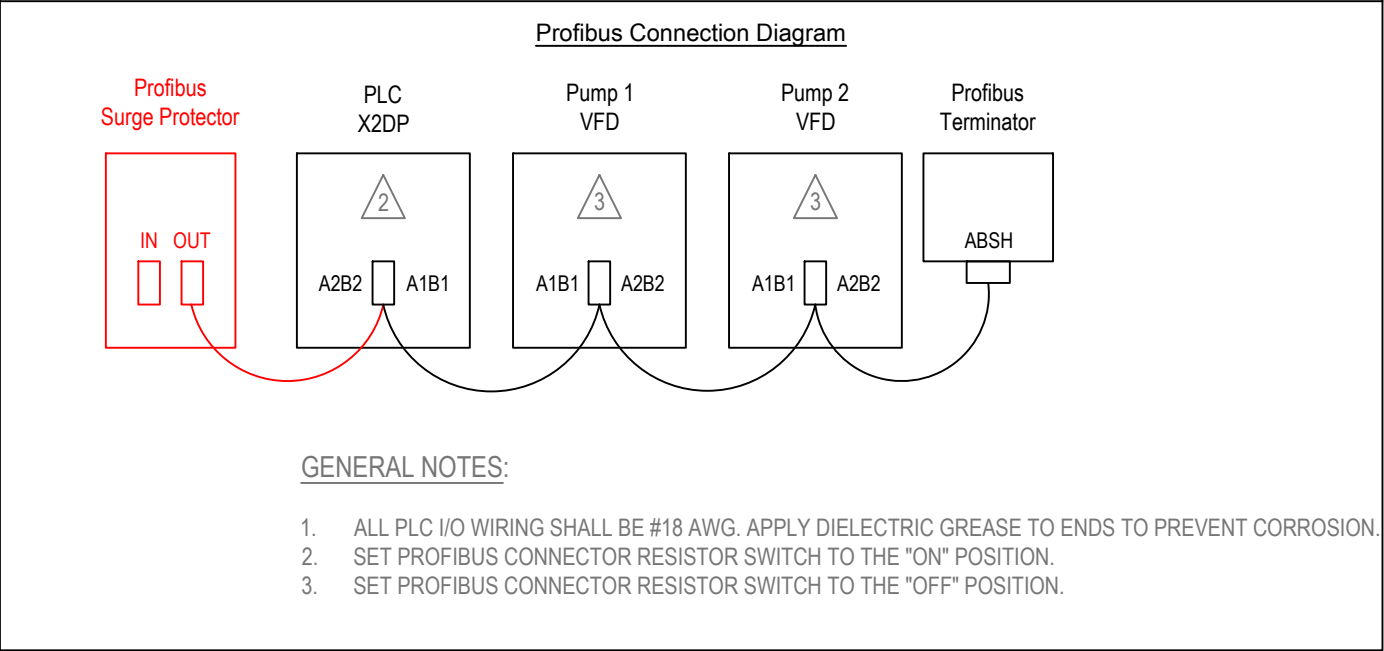 Profibus Connection Diagram
Profibus
Surge Protector
PLC
X2DP
Pump 1
VFD
Pump 2
VFD
Profibus
Terminator
2
3
3
IN OUT
A2B2 A1B1
A1B1 A2B2
A1B1 A2B2
ABSH
GENERAL NOTES:
1. ALL PLC I/O WIRING SHALL BE #18 AWG. APPLY DIELECTRIC GREASE TO ENDS TO PREVENT CORROSION.
2. SET PROFIBUS CONNECTOR RESISTOR SWITCH TO THE "ON" POSITION.
3. SET PROFIBUS CONNECTOR RESISTOR SWITCH TO THE "OFF" POSITION.